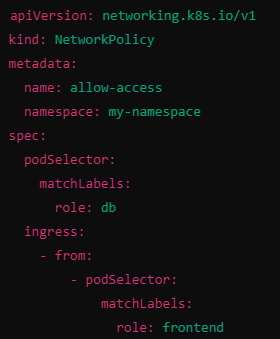 apiVersion: networking.k8s.io/v1
kind: NetworkPolicy
metadata:
  name: allow-access
  namespace: my-namespace
spec:
  podSelector:
    matchLabels:
      role: db
  ingress:
    - from:
        - podSelector:
            matchLabels:
              role: frontend